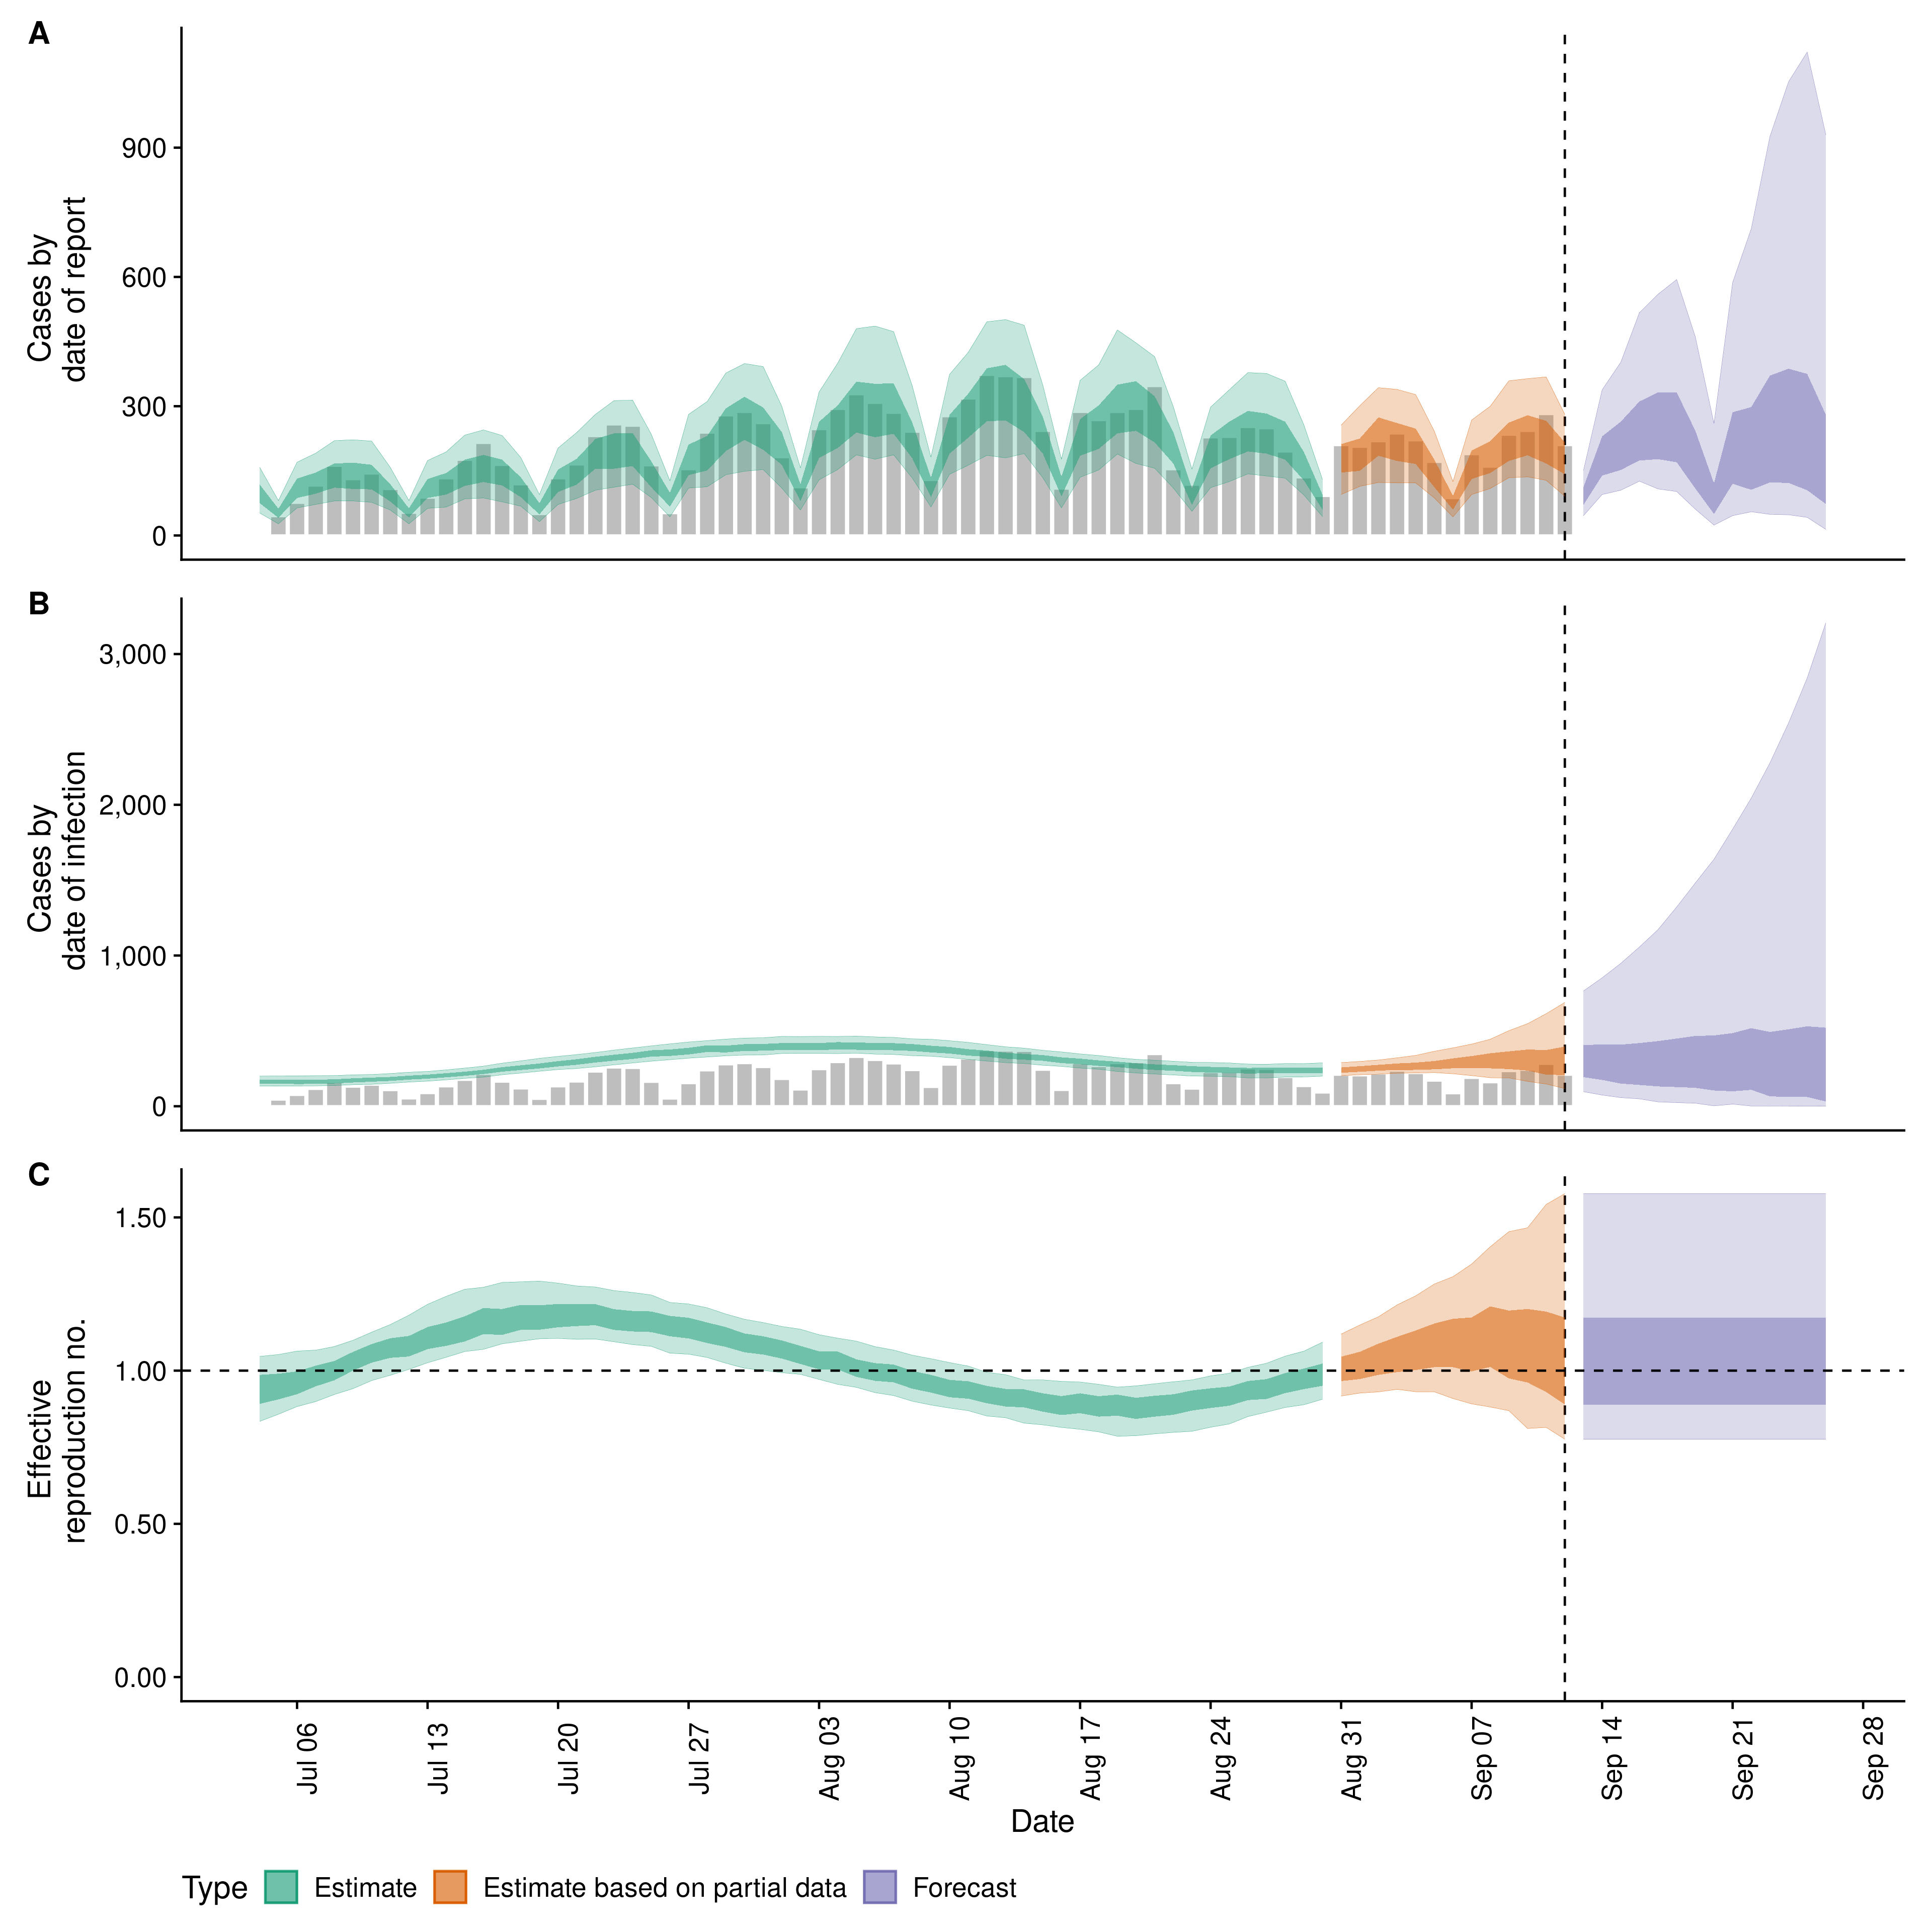 A
Cases by
date of report
900
600
300
0
B
Cases by
date of infection
3,000
2,000
1,000
0
C
Effective
reproduction no.
1.50
1.00
0.50
0.00
Jul 06
Jul 13
Jul 20
Jul 27
Aug 03
Aug 10
Aug 17
Aug 24
Aug 31
Sep 07
Sep 14
Sep 21
Sep 28
Date
Type Estimate Estimate based on partial data Forecast